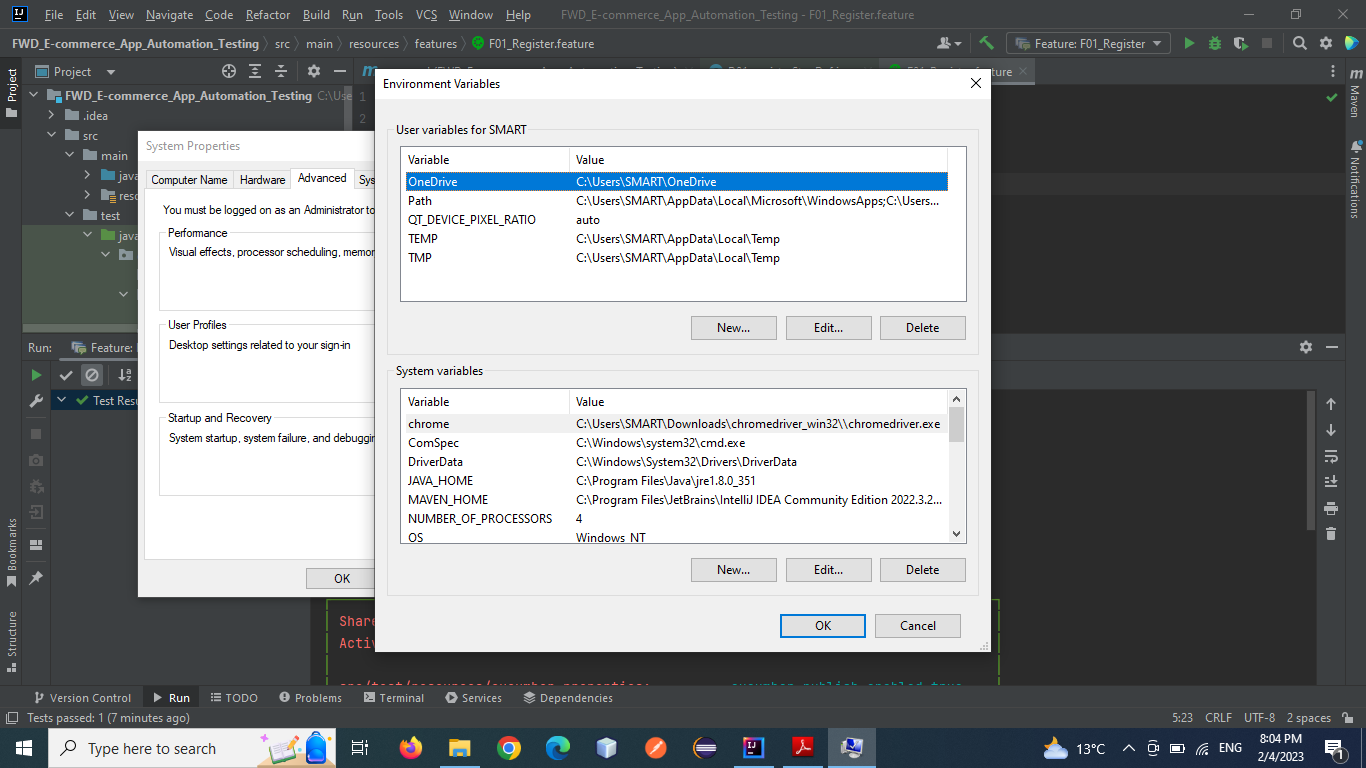 File Edit View Navigate Code Refactor Build Run Tools VCS Window Help FWD_E-commerce_App_Automation_Testing - F01_Register.feature
FWD_E-commerce_App_Automation_Testing src main resources features F01_Register.feature Feature: F01_Register
Project
Project
FWD_E-commerce_App_Automation_Testing C:\Use
.idea
src
main
java
reso
test
java
1
2
Maven
Notifications
System Properties
Computer Name Hardware Advanced Sys
You must be logged on as an Administrator to
Performance
Visual effects, processor scheduling, memor
User Profiles
Desktop settings related to your sign-in
Startup and Recovery
System startup, system failure, and debuggin
OK
Environment Variables
User variables for SMART
Variable Value
OneDrive C:\Users\SMART\OneDrive
Path C:\Users\SMART\AppData\Local\Microsoft\WindowsApps;C:\Users...
QT_DEVICE_PIXEL_RATIO auto
TEMP C:\Users\SMART\AppData\Local\Temp
TMP C:\Users\SMART\AppData\Local\Temp
New... Edit... Delete
System variables
Variable Value
chrome C:\Users\SMART\Downloads\chromedriver_win32\\chromedriver.exe
ComSpec C:\Windows\system32\cmd.exe
DriverData C:\Windows\System32\Drivers\DriverData
JAVA_HOME C:\Program Files\Java\jre1.8.0_351
MAVEN_HOME C:\Program Files\JetBrains\IntelliJ IDEA Community Edition 2022.3.2...
NUMBER_OF_PROCESSORS 4
OS Windows_NT
New... Edit... Delete
OK Cancel
Run: Feature:
Test Resu
Share
Activ
Bookmarks
Structure
Version Control Run TODO Problems Terminal Services Dependencies
Tests passed: 1 (7 minutes ago) 5:23 CRLF UTF-8 2 spaces
Type here to search 13°C ENG 8:04 PM
2/4/2023 1